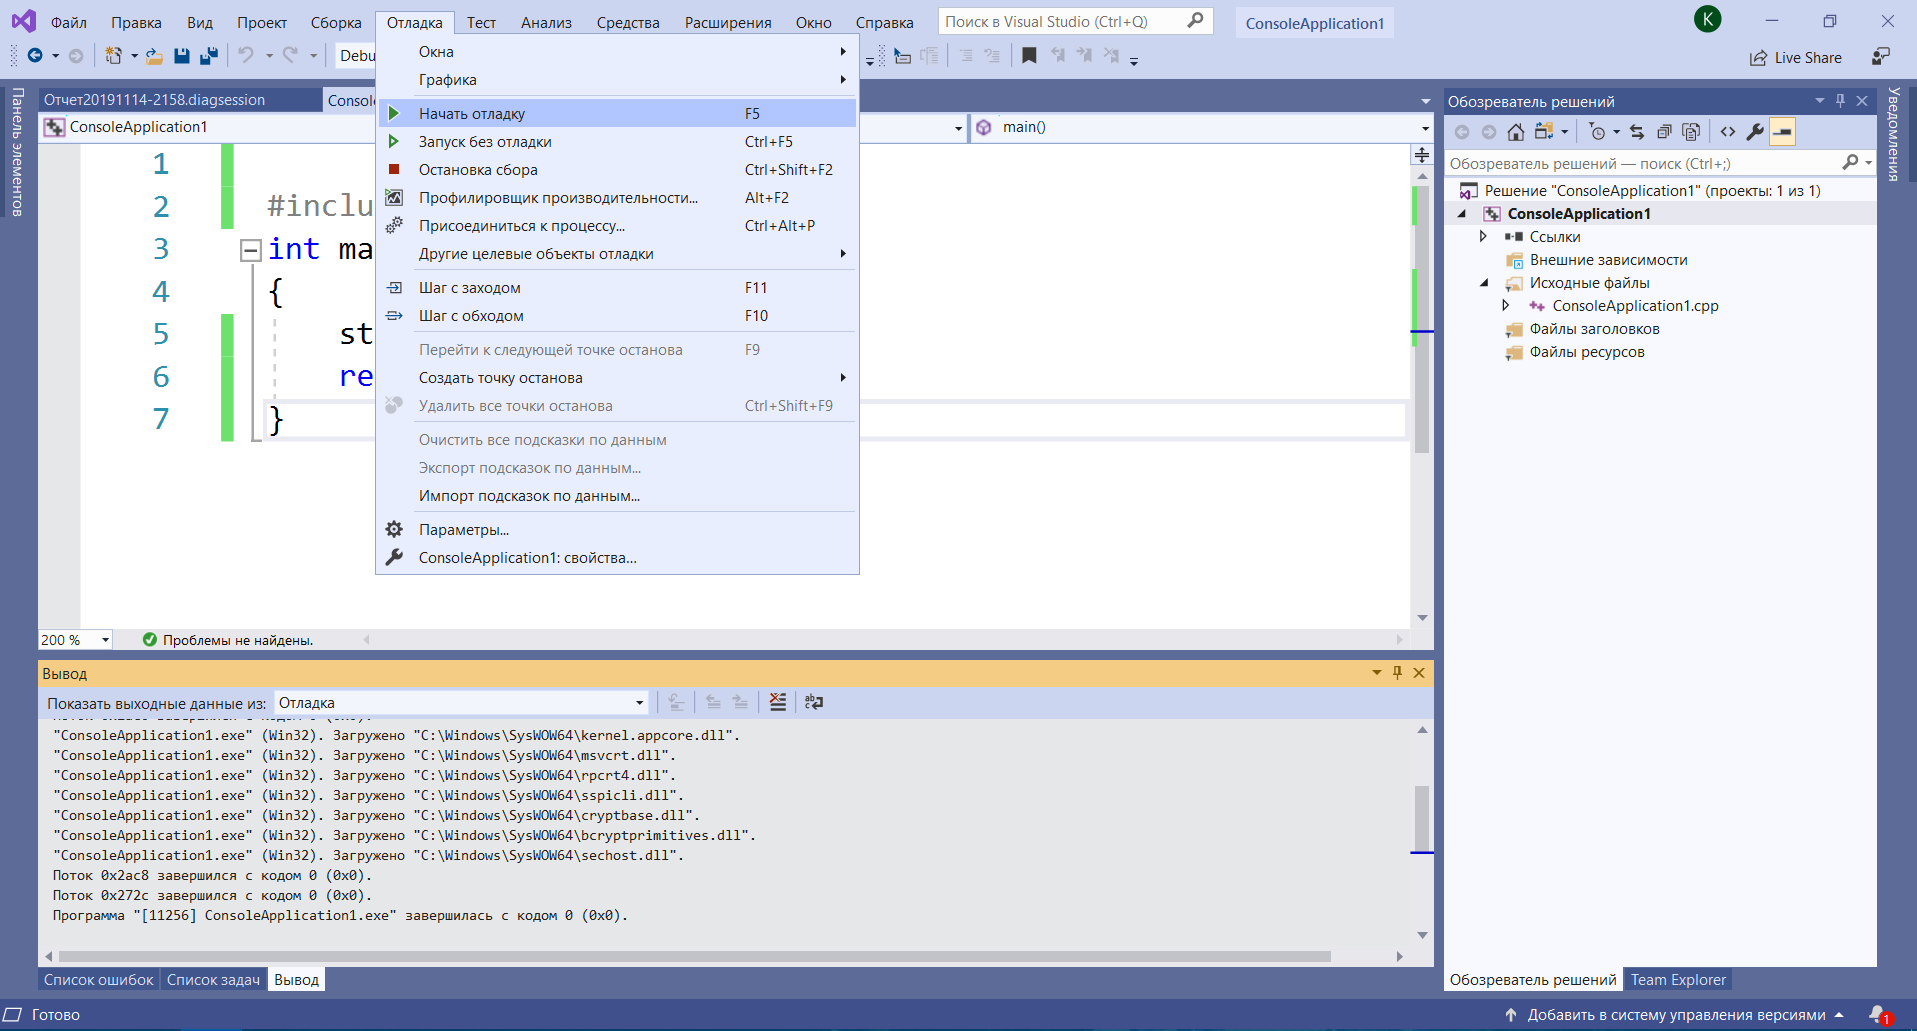 Файл Правка Вид Проект Сборка Отладка Тест Анализ Средства Расширения Окно Справка Поиск в Visual Studio (Ctrl+Q) ConsoleApplication1 K
Debu
Live Share
Панель элементов
Отчет20191114-2158.diagsession Consol
ConsoleApplication1
main()
1
2 #inclu
3 int ma
4 {
5 st
6 re
7 }
Окна
Графика
Начать отладку F5
Запуск без отладки Ctrl+F5
Остановка сбора Ctrl+Shift+F2
Профилировщик производительности... Alt+F2
Присоединиться к процессу... Ctrl+Alt+P
Другие целевые объекты отладки
Шаг с заходом F11
Шаг с обходом F10
Перейти к следующей точке останова F9
Создать точку останова
Удалить все точки останова Ctrl+Shift+F9
Очистить все подсказки по данным
Экспорт подсказок по данным...
Импорт подсказок по данным...
Параметры...
ConsoleApplication1: свойства...
200 % Проблемы не найдены.
Вывод
Показать выходные данные из: Отладка
"ConsoleApplication1.exe" (Win32). Загружено "C:\Windows\SysWOW64\kernel.appcore.dll".
"ConsoleApplication1.exe" (Win32). Загружено "C:\Windows\SysWOW64\msvcrt.dll".
"ConsoleApplication1.exe" (Win32). Загружено "C:\Windows\SysWOW64\rpcrt4.dll".
"ConsoleApplication1.exe" (Win32). Загружено "C:\Windows\SysWOW64\sspicli.dll".
"ConsoleApplication1.exe" (Win32). Загружено "C:\Windows\SysWOW64\cryptbase.dll".
"ConsoleApplication1.exe" (Win32). Загружено "C:\Windows\SysWOW64\bcryptprimitives.dll".
"ConsoleApplication1.exe" (Win32). Загружено "C:\Windows\SysWOW64\sechost.dll".
Поток 0x2ac8 завершился с кодом 0 (0x0).
Поток 0x272c завершился с кодом 0 (0x0).
Программа "[11256] ConsoleApplication1.exe" завершилась с кодом 0 (0x0).
Список ошибок Список задач Вывод
Обозреватель решений
Обозреватель решений — поиск (Ctrl+;)
Решение "ConsoleApplication1" (проекты: 1 из 1)
ConsoleApplication1
Ссылки
Внешние зависимости
Исходные файлы
ConsoleApplication1.cpp
Файлы заголовков
Файлы ресурсов
Обозреватель решений Team Explorer
Уведомления
Готово
Добавить в систему управления версиями 1